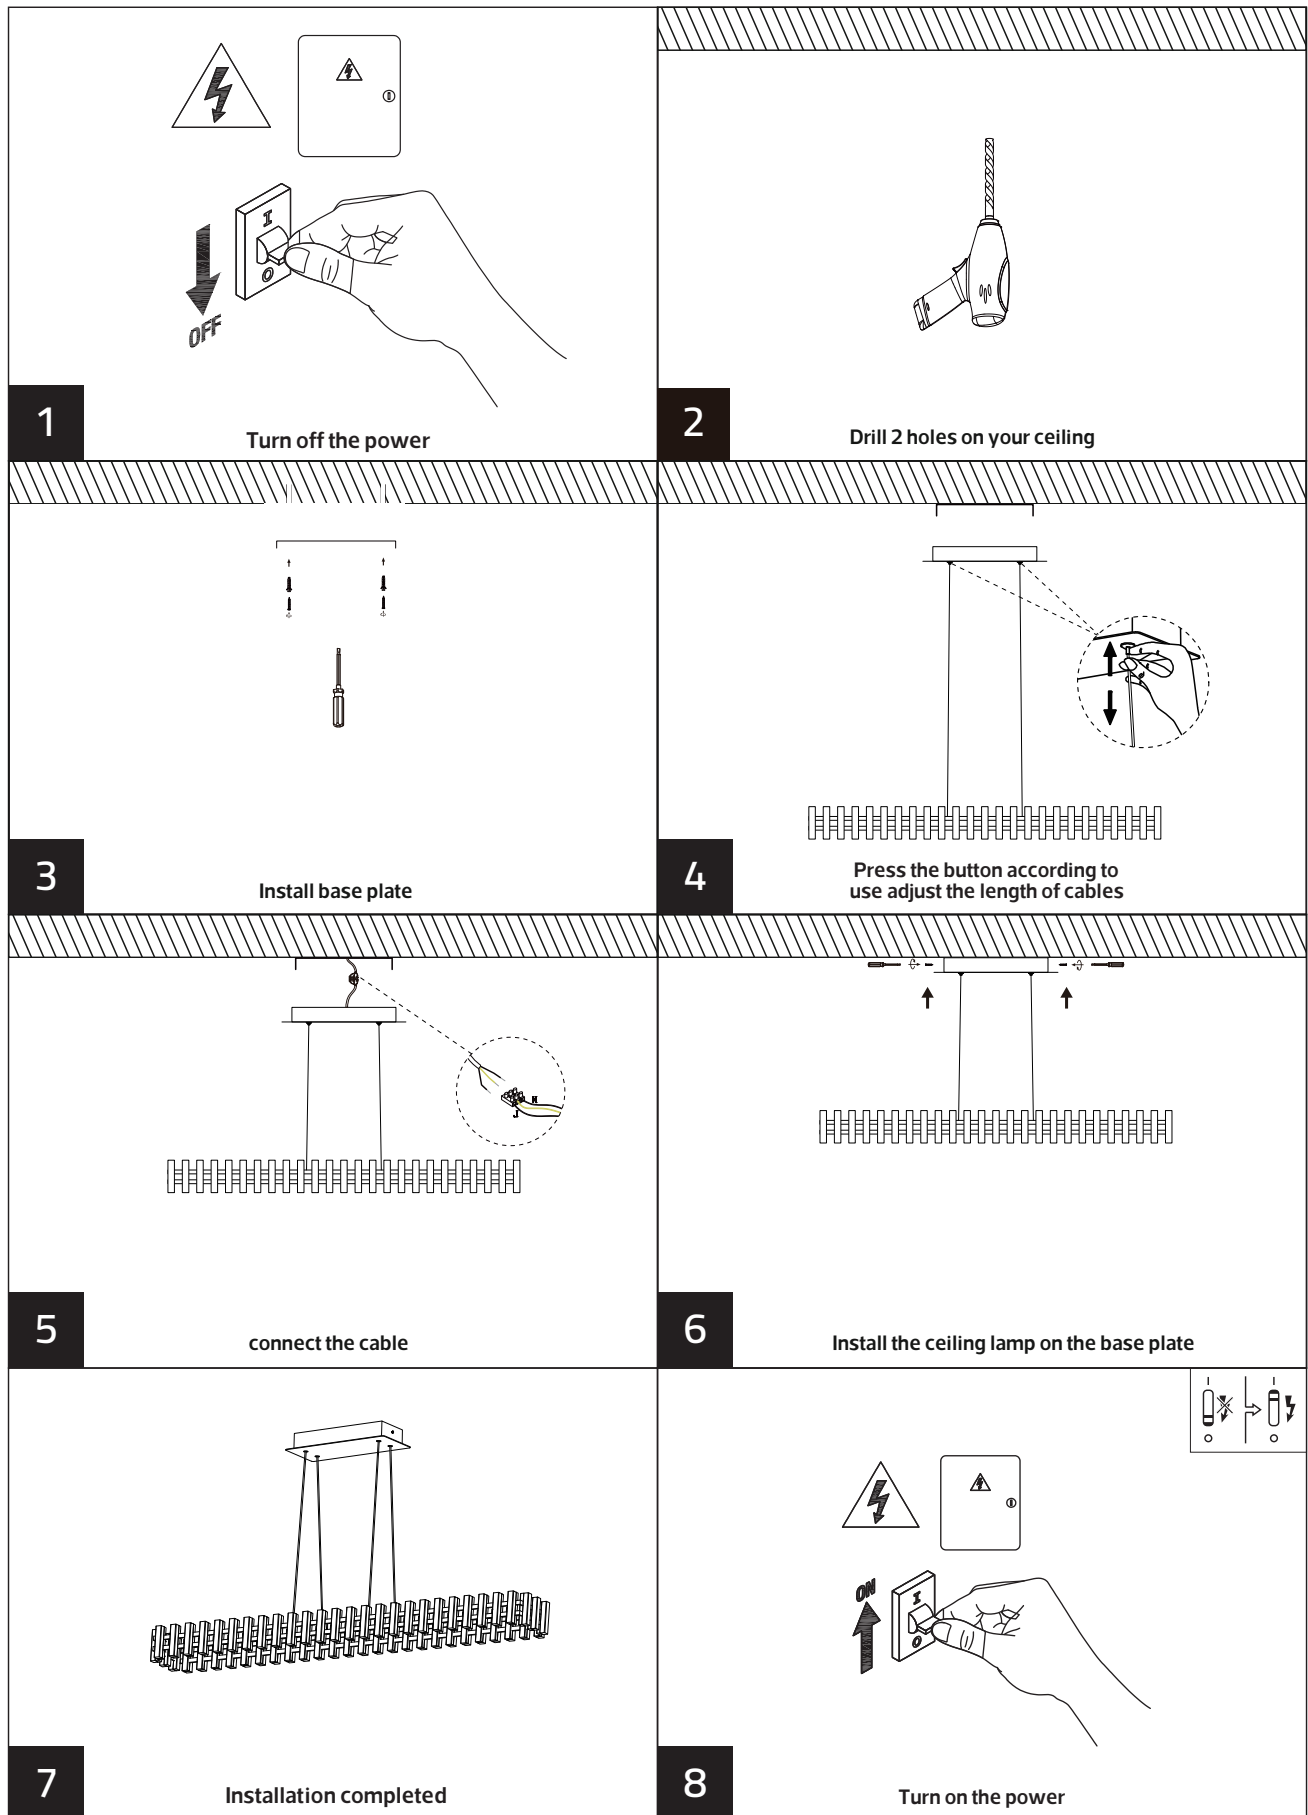 I
O
OFF
1
Turn off the power
2
Drill 2 holes on your ceiling
3
Install base plate
4
Press the button according to
use adjust the length of cables
N
5
connect the cable
6
Install the ceiling lamp on the base plate
7
Installation completed
I
I
O
O
ON
I
O
8
Turn on the power